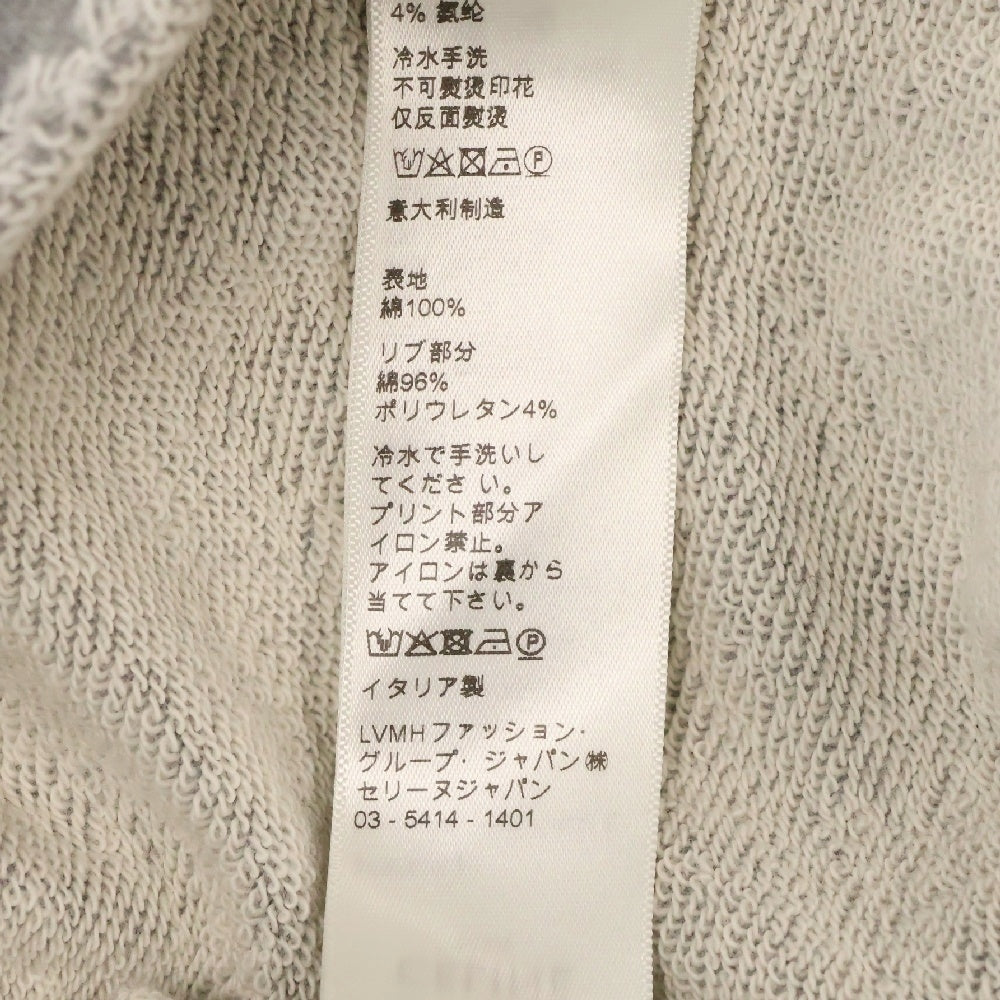 4% 氨纶
冷水手洗
不可熨烫印花
仅反面熨烫
P
意大利制造
表地
綿100%
リブ部分
綿96%
ポリウレタン4%
冷水で手洗いし
てくださ い。
プリント部分ア
イロン禁止。
アイロンは裏から
当てて下さい。
P
イタリア製
LVMHファッション·
グループ· ジャパン㈱
セリーヌジャパン
03 - 5414 - 1401